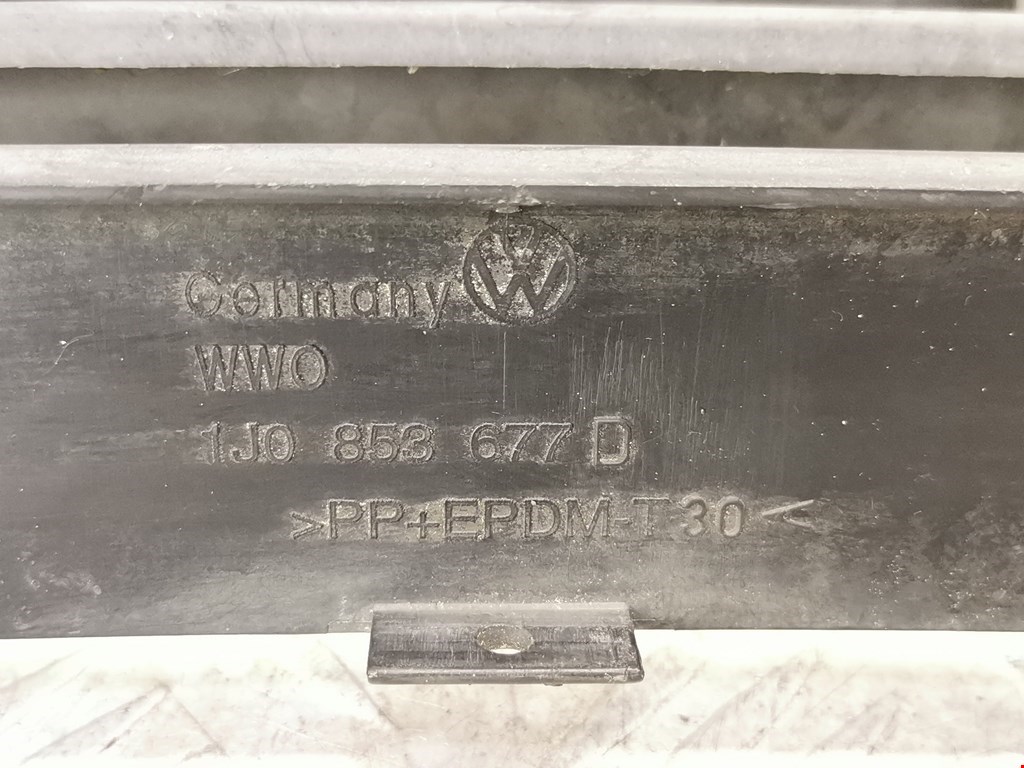 Germany
WWO
1J0 853 677 D
>PP+EPDM-T30<